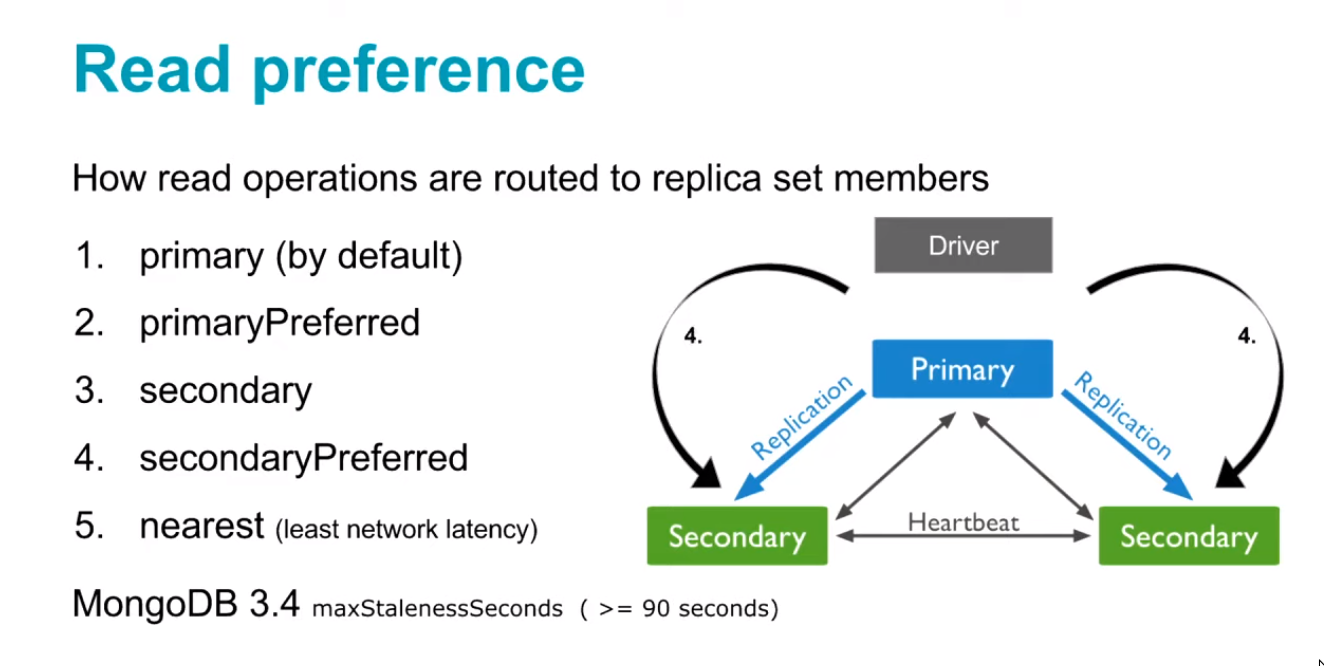 Read preference
How read operations are routed to replica set members
1. primary (by default)
2. primaryPreferred
3. secondary
4. secondaryPreferred
5. nearest (least network latency)
MongoDB 3.4 maxStalenessSeconds ( >= 90 seconds)
Driver
4.
4.
Primary
Replication
Replication
Heartbeat
Secondary
Secondary